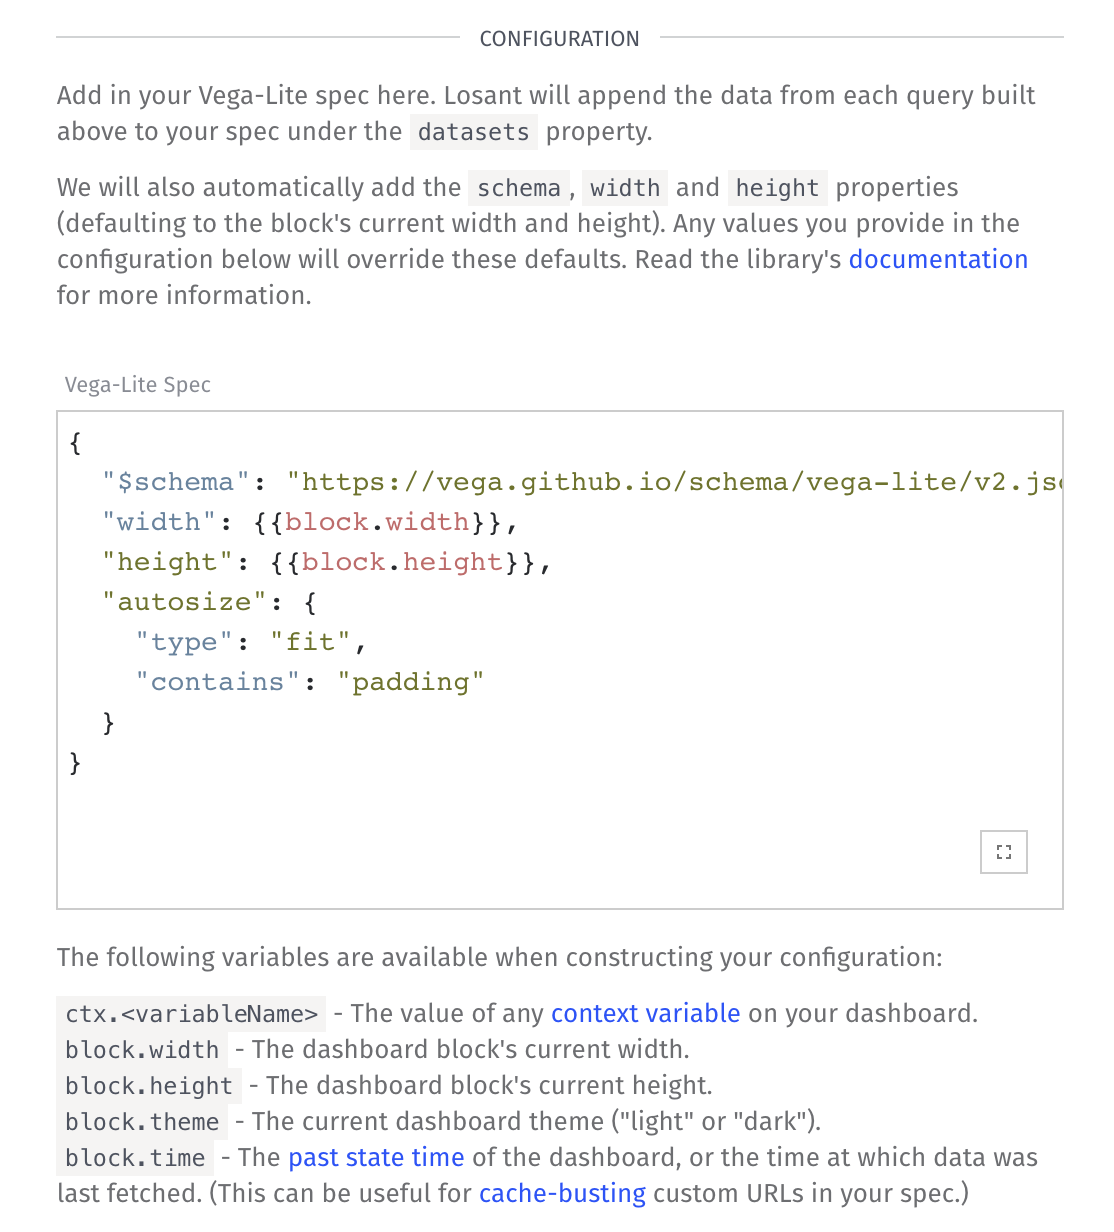 CONFIGURATION
Add in your Vega-Lite spec here. Losant will append the data from each query built
above to your spec under the datasets property.
We will also automatically add the schema, width and height properties
(defaulting to the block's current width and height). Any values you provide in the
configuration below will override these defaults. Read the library's documentation
for more information.
Vega-Lite Spec
{
  "$schema": "https://vega.github.io/schema/vega-lite/v2.js
  "width": {{block.width}},
  "height": {{block.height}},
  "autosize": {
    "type": "fit",
    "contains": "padding"
  }
}
The following variables are available when constructing your configuration:
ctx.<variableName> - The value of any context variable on your dashboard.
block.width - The dashboard block's current width.
block.height - The dashboard block's current height.
block.theme - The current dashboard theme ("light" or "dark").
block.time - The past state time of the dashboard, or the time at which data was
last fetched. (This can be useful for cache-busting custom URLs in your spec.)